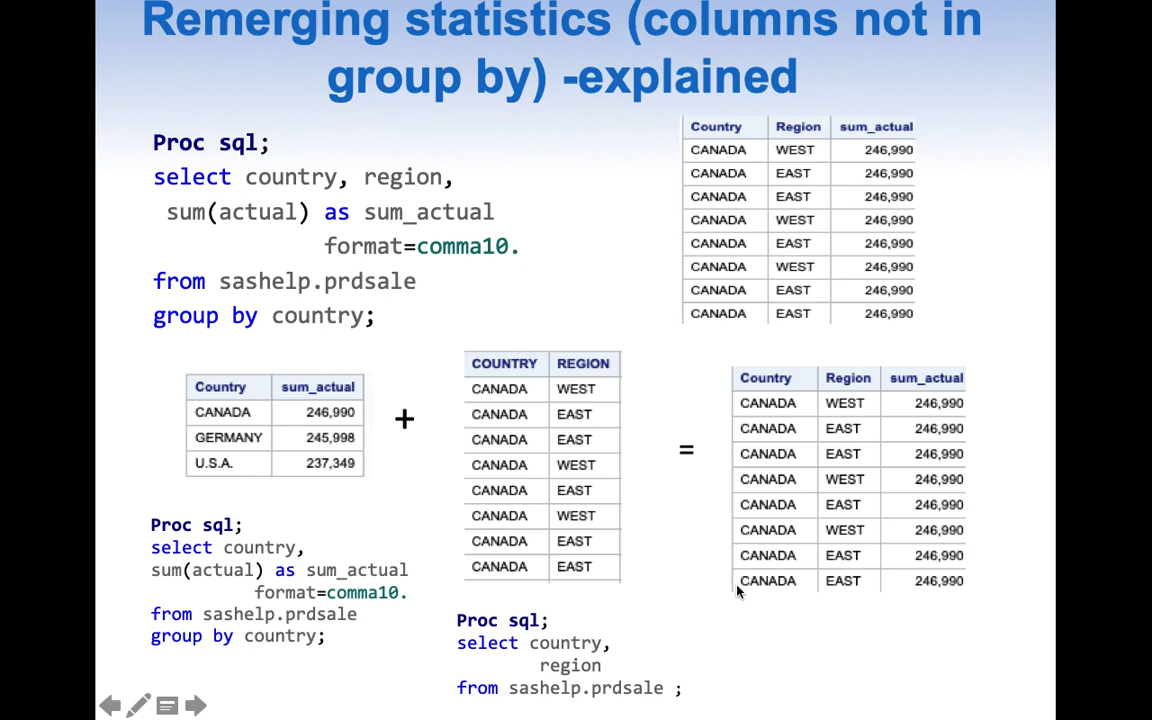 Remerging statistics (columns not in
group by) -explained
Proc sql;
select country, region,
sum(actual) as sum_actual
format=comma10.
from sashelp.prdsale
group by country;
Country Region sum_actual
CANADA WEST 246,990
CANADA EAST 246,990
CANADA EAST 246,990
CANADA WEST 246,990
CANADA EAST 246,990
CANADA WEST 246,990
CANADA EAST 246,990
CANADA EAST 246,990
Country sum_actual
CANADA 246,990
GERMANY 245,998
U.S.A. 237,349
+
COUNTRY REGION
CANADA WEST
CANADA EAST
CANADA EAST
CANADA WEST
CANADA EAST
CANADA WEST
CANADA EAST
CANADA EAST
=
Country Region sum_actual
CANADA WEST 246,990
CANADA EAST 246,990
CANADA EAST 246,990
CANADA WEST 246,990
CANADA EAST 246,990
CANADA WEST 246,990
CANADA EAST 246,990
CANADA EAST 246,990
Proc sql;
select country,
sum(actual) as sum_actual
format=comma10.
from sashelp.prdsale
group by country;
Proc sql;
select country,
region
from sashelp.prdsale ;